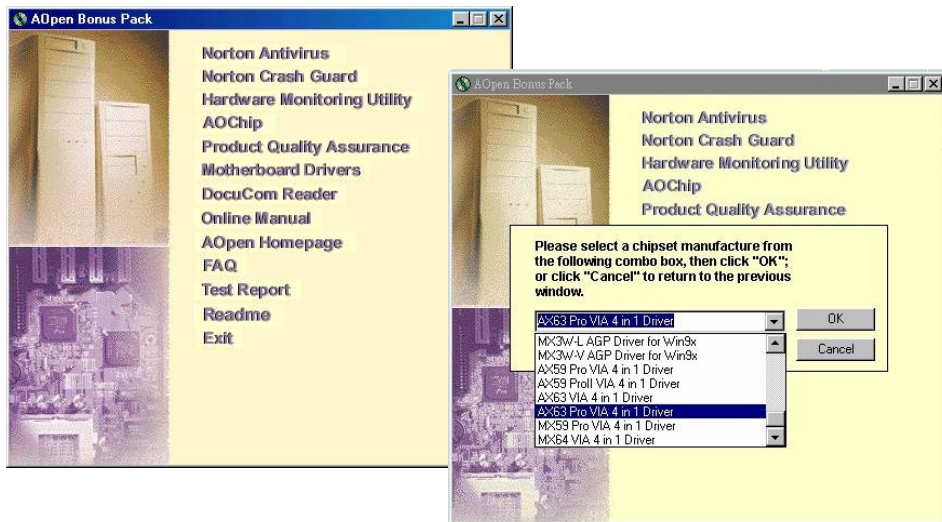 AOpen Bonus Pack
Norton Antivirus
Norton Crash Guard
Hardware Monitoring Utility
AOChip
Product Quality Assurance
Motherboard Drivers
DocuCom Reader
Online Manual
AOpen Homepage
FAQ
Test Report
Readme
Exit
AOpen Bonus Pack
Norton Antivirus
Norton Crash Guard
Hardware Monitoring Utility
AOChip
Product Quality Assurance
Please select a chipset manufacture from
the following combo box, then click "OK";
or click "Cancel" to return to the previous
window.
AX63 Pro VIA 4 in 1 Driver
OK
Cancel
MX3W-L AGP Driver for Win9x
MX3W-V AGP Driver for Win9x
AX59 Pro VIA 4 in 1 Driver
AX59 ProII VIA 4 in 1 Driver
AX63 VIA 4 in 1 Driver
AX63 Pro VIA 4 in 1 Driver
MX59 Pro VIA 4 in 1 Driver
MX64 VIA 4 in 1 Driver